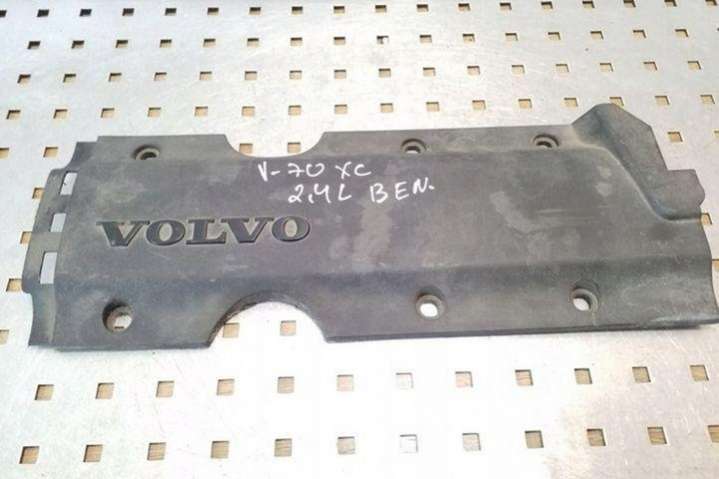 V-70 XC
2,4L BEN.
VOLVO